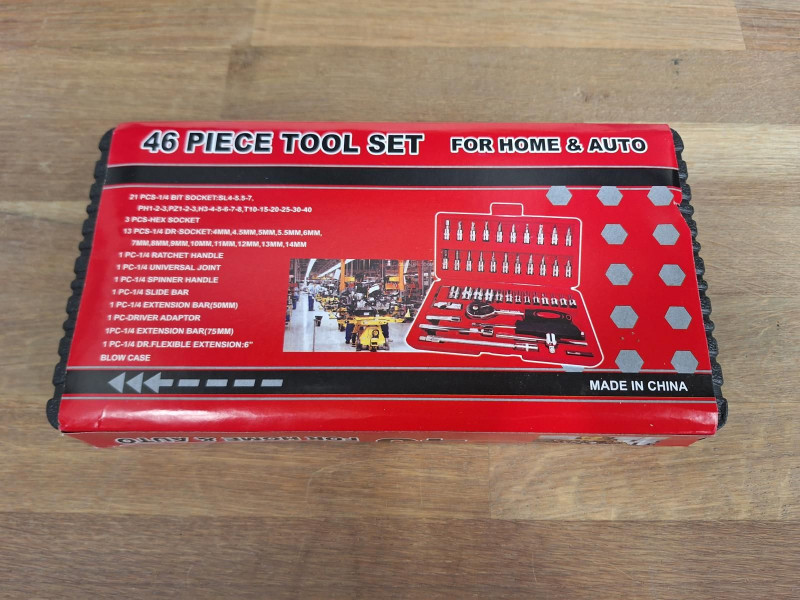 46 PIECE TOOL SET FOR HOME & AUTO
21 PCS-1/4 BIT SOCKET:SL4-5.5-7,
PH1-2-3,PZ1-2-3,H3-4-5-6-7-8,T10-15-20-25-30-40
3 PCS-HEX SOCKET
13 PCS-1/4 DR-SOCKET:4MM,4.5MM,5MM,5.5MM,6MM,
7MM,8MM,9MM,10MM,11MM,12MM,13MM,14MM
1 PC-1/4 RATCHET HANDLE
1 PC-1/4 UNIVERSAL JOINT
1 PC-1/4 SPINNER HANDLE
1 PC-1/4 SLIDE BAR
1 PC-1/4 EXTENSION BAR(50MM)
1 PC-DRIVER ADAPTOR
1PC-1/4 EXTENSION BAR(75MM)
1 PC-1/4 DR.FLEXIBLE EXTENSION:6"
BLOW CASE
MADE IN CHINA
FOR HOME & AUTO